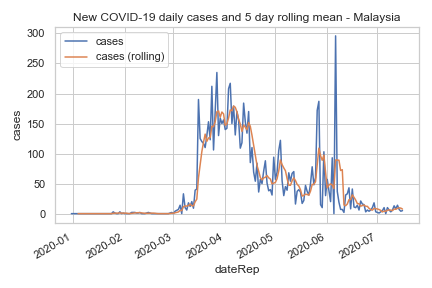 New COVID-19 daily cases and 5 day rolling mean - Malaysia
cases
cases (rolling)
300
250
200
150
100
50
0
cases
2020-01
2020-02
2020-03
2020-04
2020-05
2020-06
2020-07
dateRep